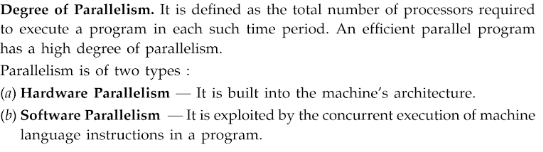 Degree of Parallelism. It is defined as the total number of processors required
to execute a program in each such time period. An efficient parallel program
has a high degree of parallelism.
Parallelism is of two types :
(a) Hardware Parallelism — It is built into the machine's architecture.
(b) Software Parallelism — It is exploited by the concurrent execution of machine
language instructions in a program.